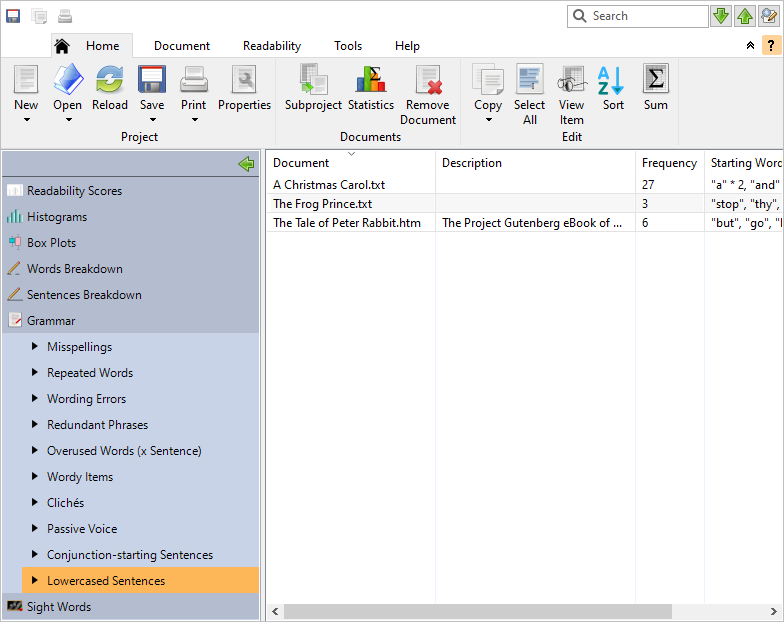 Search
Home Document Readability Tools Help
?
New Open Reload Save Print Properties Subproject Statistics Remove Document Copy Select All View Item Sort Sum
Project Documents Edit
Document Description Frequency Starting Word
A Christmas Carol.txt 27 "a" * 2, "and"
The Frog Prince.txt 3 "stop", "thy",
The Tale of Peter Rabbit.htm The Project Gutenberg eBook of ... 6 "but", "go", "
Readability Scores
Histograms
Box Plots
Words Breakdown
Sentences Breakdown
Grammar
Misspellings
Repeated Words
Wording Errors
Redundant Phrases
Overused Words (x Sentence)
Wordy Items
Clichés
Passive Voice
Conjunction-starting Sentences
Lowercased Sentences
Sight Words